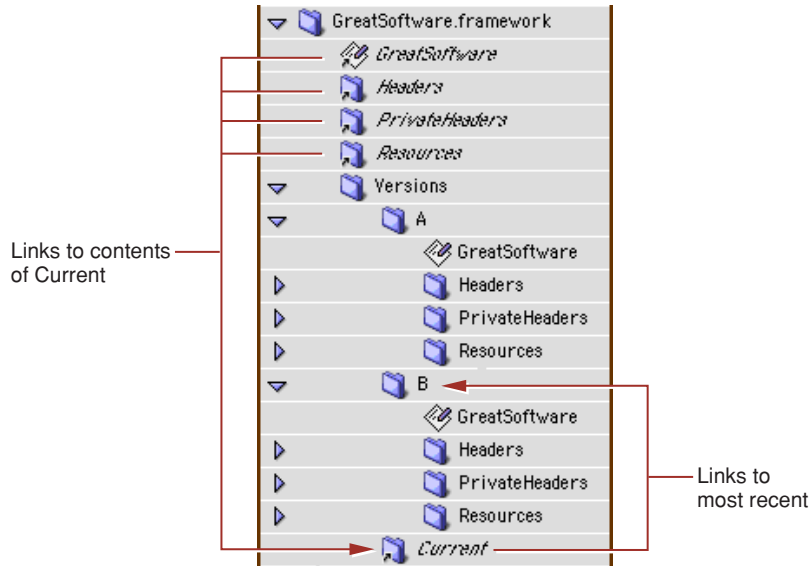 GreatSoftware.framework
GreatSoftware
Headers
PrivateHeaders
Resources
Versions
A
GreatSoftware
Headers
PrivateHeaders
Resources
B
GreatSoftware
Headers
PrivateHeaders
Resources
Current
Links to contents
of Current
Links to
most recent